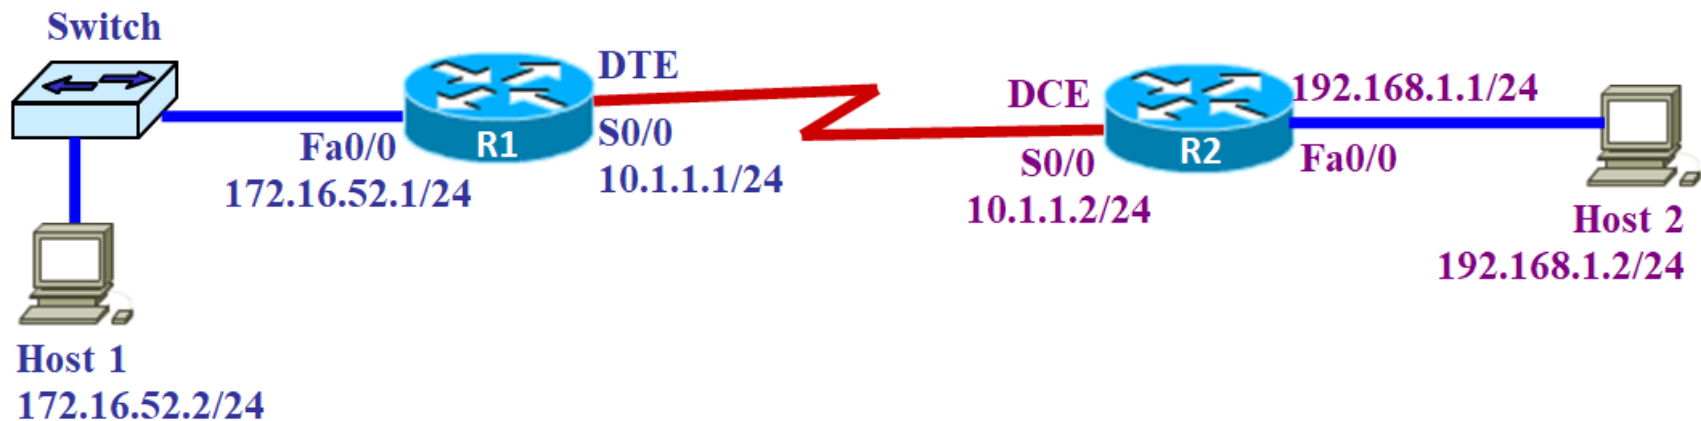 Switch
DTE
DCE
192.168.1.1/24
Fa0/0
R1
S0/0
R2
172.16.52.1/24
10.1.1.1/24
S0/0
Fa0/0
10.1.1.2/24
Host 2
192.168.1.2/24
Host 1
172.16.52.2/24